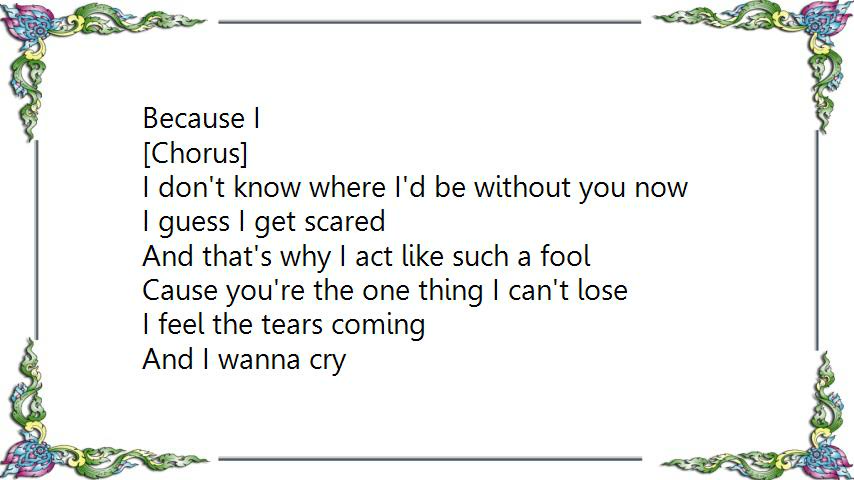 Because I
[Chorus]
I don't know where I'd be without you now
I guess I get scared
And that's why I act like such a fool
Cause you're the one thing I can't lose
I feel the tears coming
And I wanna cry